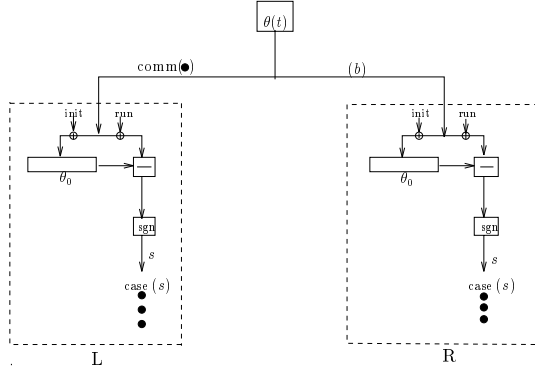 θ(t)
comm(●)
(b)
init run
θ₀
—
sgn
s
case (s)
L
init run
θ₀
—
sgn
s
case (s)
R